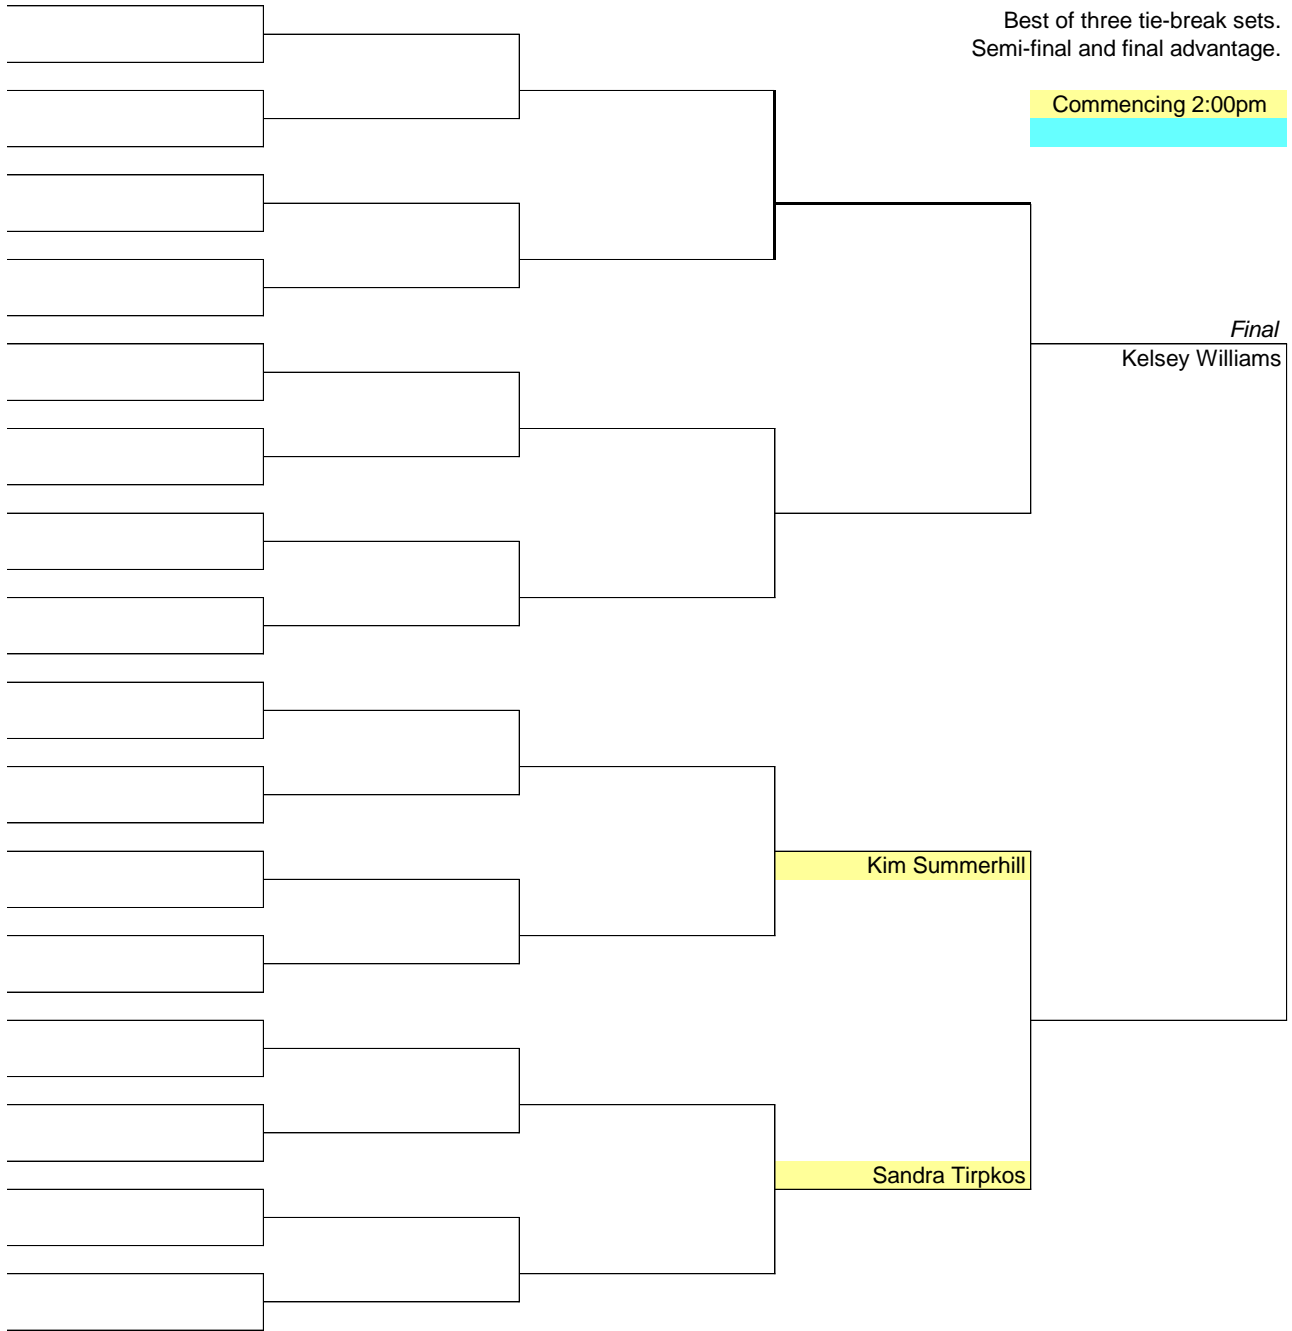 Best of three tie-break sets.
Semi-final and final advantage.
Commencing 2:00pm
Final
Kelsey Williams
Kim Summerhill
Sandra Tirpkos